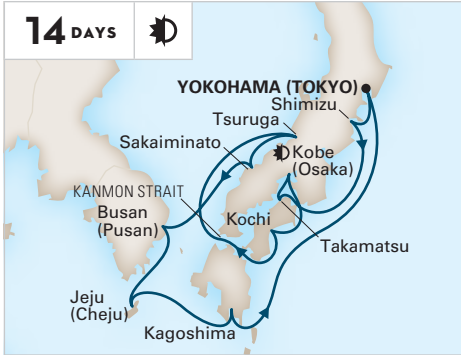 14 DAYS
YOKOHAMA (TOKYO)
Shimizu
Tsuruga
Sakaiminato
Kobe
(Osaka)
KANMON STRAIT
Busan
(Pusan)
Kochi
Takamatsu
Jeju
(Cheju)
Kagoshima